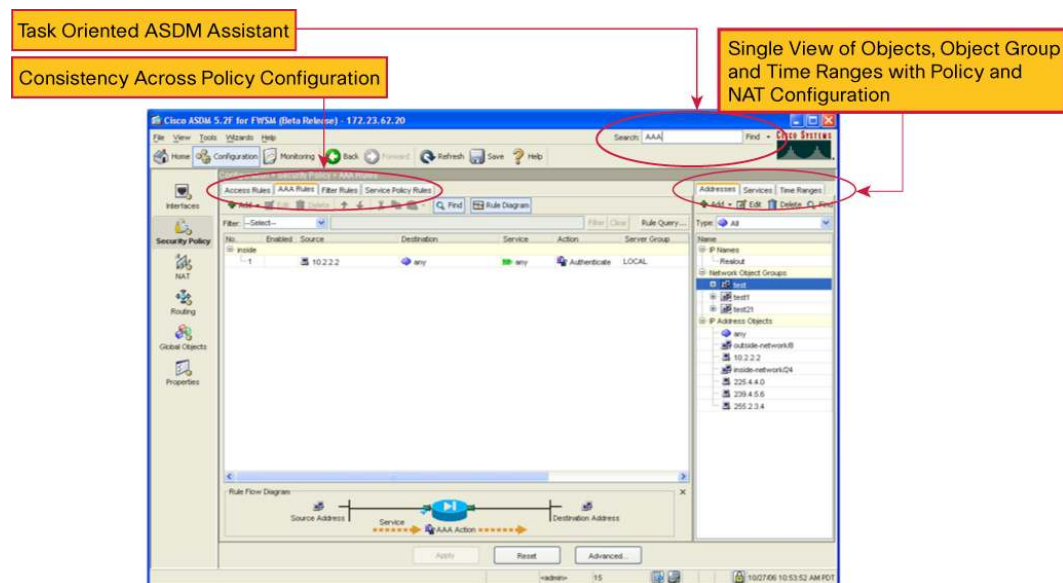 Task Oriented ASDM Assistant
Consistency Across Policy Configuration
Single View of Objects, Object Group
and Time Ranges with Policy and
NAT Configuration
Cisco ASDM 5.2F for FWSM (Beta Release) - 172.23.62.20
File View Tools Wizards Help
Search: AAA Find
CISCO SYSTEMS
Home Configuration Monitoring Back Forward Refresh Save Help
Configuration > Security Policy > AAA Rules
Access Rules AAA Rules Filter Rules Service Policy Rules
Add Edit Delete Find Rule Diagram
Filter: --Select-- Filter Clear Rule Query...
No Enabled Source Destination Service Action Server Group
inside
1 10.2.2.2 any any Authenticate LOCAL
Interfaces
Security Policy
NAT
Routing
Global Objects
Properties
Addresses Services Time Ranges
Add Edit Delete Find
Type: All
Name
IP Names
Network Object Groups
test
test1
test21
IP Address Objects
any
outside-network/8
10.2.2.2
inside-network/24
225.4.4.0
239.4.5.6
255.2.3.4
Rule Flow Diagram
Source Address
Service
AAA Action
Destination Address
Apply Reset Advanced...
<admin> 15 10/27/06 10:53:52 AM PDT